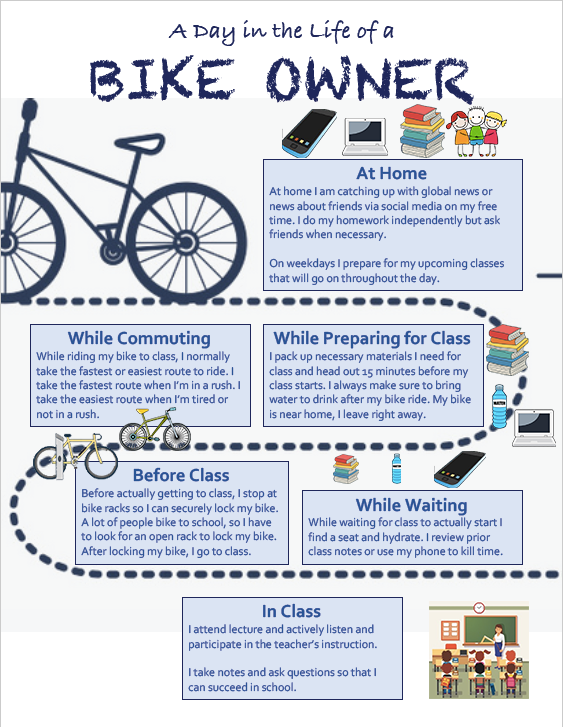 A Day in the Life of a
BIKE OWNER
At Home
At home I am catching up with global news or
news about friends via social media on my free
time. I do my homework independently but ask
friends when necessary.
On weekdays I prepare for my upcoming classes
that will go on throughout the day.
While Commuting
While riding my bike to class, I normally
take the fastest or easiest route to ride. I
take the fastest route when I'm in a rush. I
take the easiest route when I'm tired or
not in a rush.
While Preparing for Class
I pack up necessary materials I need for
class and head out 15 minutes before my
class starts. I always make sure to bring
water to drink after my bike ride. My bike
is near home, I leave right away.
Before Class
Before actually getting to class, I stop at
bike racks so I can securely lock my bike.
A lot of people bike to school, so I have
to look for an open rack to lock my bike.
After locking my bike, I go to class.
While Waiting
While waiting for class to actually start I
find a seat and hydrate. I review prior
class notes or use my phone to kill time.
In Class
I attend lecture and actively listen and
participate in the teacher's instruction.
I take notes and ask questions so that I
can succeed in school.